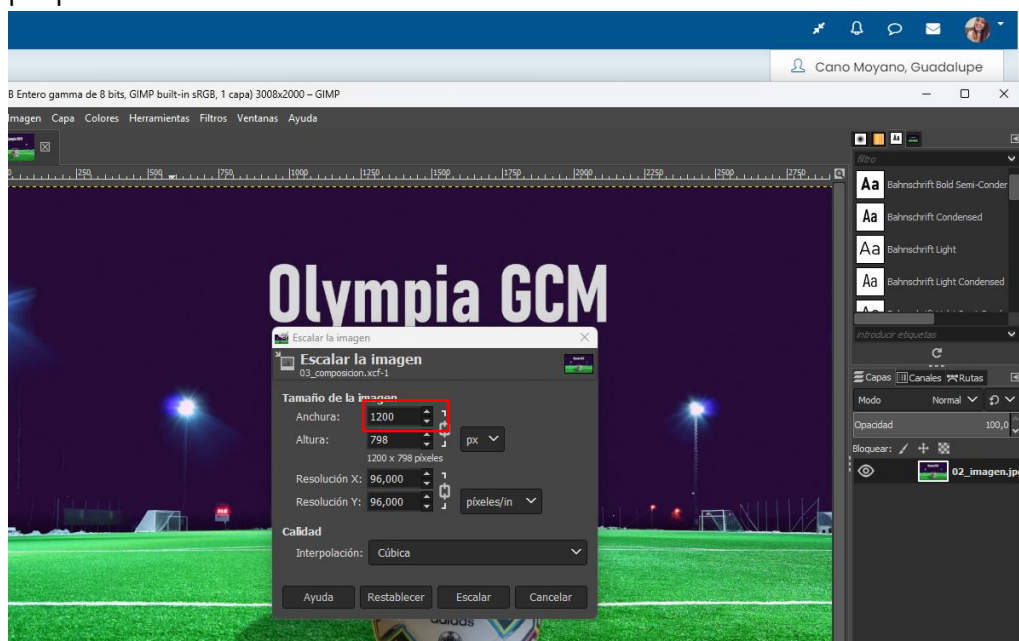 Cano Moyano, Guadalupe
B Entero gamma de 8 bits, GIMP built-in sRGB, 1 capa) 3008x2000 – GIMP
Imagen Capa Colores Herramientas Filtros Ventanas Ayuda
250 500 750 1000 1250 1500 1750 2000 2250 2500 2750
filtro
Aa Bahnschrift Bold Semi-Conden
Aa Bahnschrift Condensed
Aa Bahnschrift Light
Aa Bahnschrift Light Condensed
introducir etiquetas
Olympia GCM
Escalar la imagen
Escalar la imagen
03_composicion.xcf-1
Tamaño de la imagen
Anchura: 1200
Altura: 798 px
1200 x 798 píxeles
Resolución X: 96,000
Resolución Y: 96,000 píxeles/in
Calidad
Interpolación: Cúbica
Ayuda Restablecer Escalar Cancelar
Capas Canales Rutas
Modo Normal
Opacidad 100,0
Bloquear:
02_imagen.jp
adidas